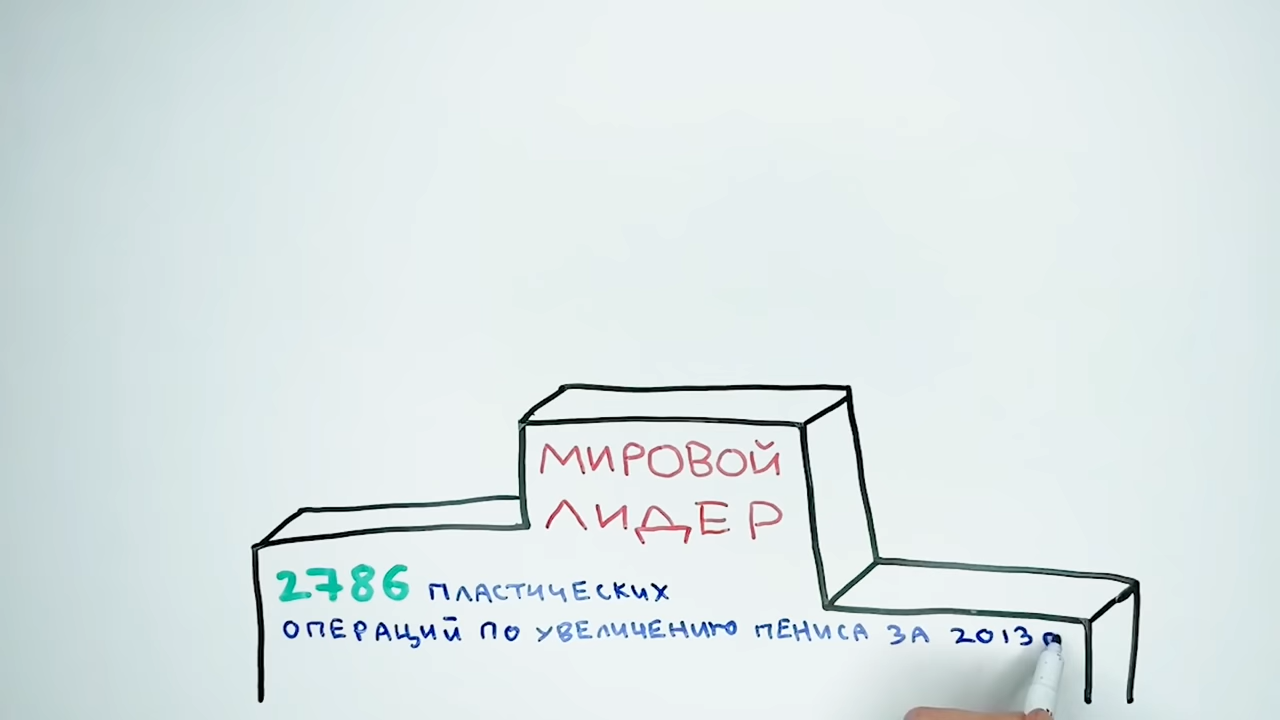 МИРОВОЙ
ЛИДЕР
2786 ПЛАСТИЧЕСКИХ
ОПЕРАЦИЙ ПО УВЕЛИЧЕНИЮ ПЕНИСА ЗА 2013